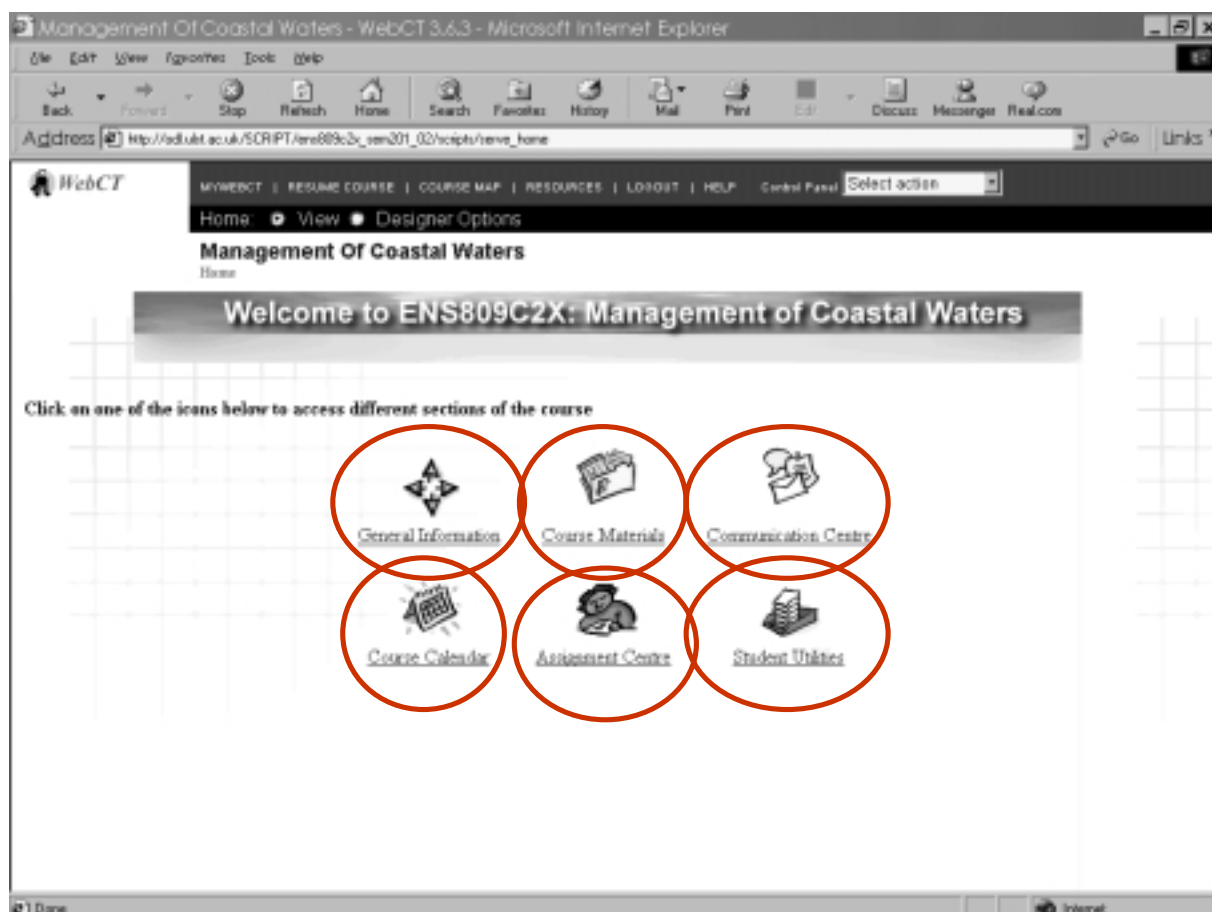 Management Of Coastal Waters - WebCT 3.6.3 - Microsoft Internet Explorer
File Edit View Favorites Tools Help
Back Forward Stop Refresh Home Search Favorites History Mail Print Edit Discuss Messenger Real.com
Address Go Links
WebCT
MYWEBCT | RESUME COURSE | COURSE MAP | RESOURCES | LOGOUT | HELP Control Panel Select action
Home: View Designer Options
Management Of Coastal Waters
Home
Welcome to ENS809C2X: Management of Coastal Waters
Click on one of the icons below to access different sections of the course
General Information Course Materials Communication Centre
Course Calendar Assignment Centre Student Utilities
Done Internet